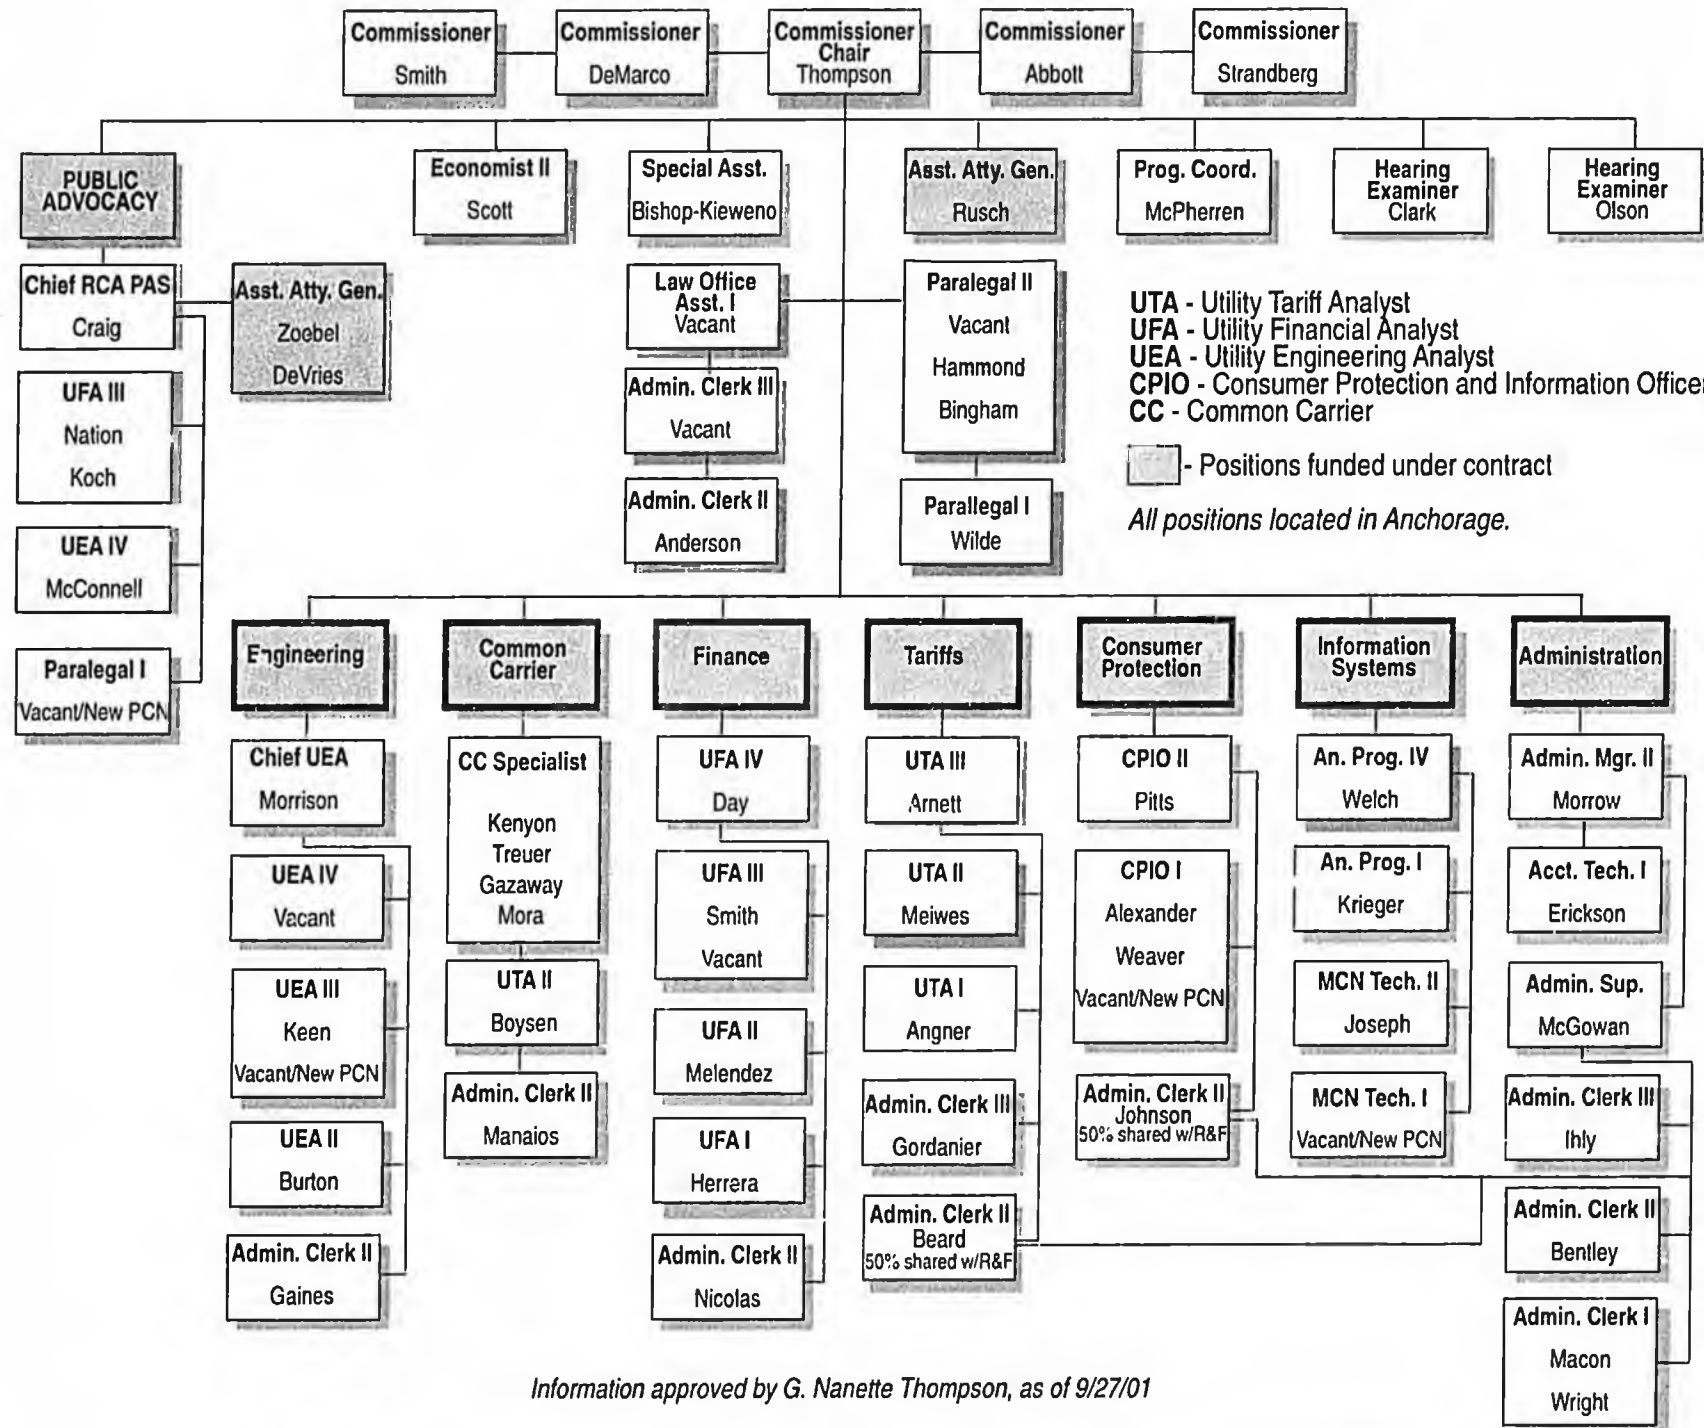 Commissioner
Smith
Commissioner
DeMarco
Commissioner
Chair
Thompson
Commissioner
Abbott
Commissioner
Strandberg
PUBLIC
ADVOCACY
Economist II
Scott
Special Asst.
Bishop-Kieweno
Asst. Atty. Gen.
Rusch
Prog. Coord.
McPherren
Hearing
Examiner
Clark
Hearing
Examiner
Olson
Chief RCA PAS
Craig
Asst. Atty. Gen.
Zoebel
DeVries
UFA III
Nation
Koch
UEA IV
McConnell
Paralegal I
Vacant/New PCN
Law Office
Asst. I
Vacant
Admin. Clerk III
Vacant
Admin. Clerk II
Anderson
Paralegal II
Vacant
Hammond
Bingham
Parallegal I
Wilde
UTA - Utility Tariff Analyst
UFA - Utility Financial Analyst
UEA - Utility Engineering Analyst
CPIO - Consumer Protection and Information Officer
CC - Common Carrier
- Positions funded under contract
All positions located in Anchorage.
Engineering
Chief UEA
Morrison
UEA IV
Vacant
UEA III
Keen
Vacant/New PCN
UEA II
Burton
Admin. Clerk II
Gaines
Common
Carrier
CC Specialist
Kenyon
Treuer
Gazaway
Mora
UTA II
Boysen
Admin. Clerk II
Manaios
Finance
UFA IV
Day
UFA III
Smith
Vacant
UFA II
Melendez
UFA I
Herrera
Admin. Clerk II
Nicolas
Tariffs
UTA III
Arnett
UTA II
Meiwes
UTA I
Angner
Admin. Clerk III
Gordanier
Admin. Clerk II
Beard
50% shared w/R&F
Consumer
Protection
CPIO II
Pitts
CPIO I
Alexander
Weaver
Vacant/New PCN
Admin. Clerk II
Johnson
50% shared w/R&F
Information
Systems
An. Prog. IV
Welch
An. Prog. I
Krieger
MCN Tech. II
Joseph
MCN Tech. I
Vacant/New PCN
Administration
Admin. Mgr. II
Morrow
Acct. Tech. I
Erickson
Admin. Sup.
McGowan
Admin. Clerk III
Ihly
Admin. Clerk II
Bentley
Admin. Clerk I
Macon
Wright
Information approved by G. Nanette Thompson, as of 9/27/01